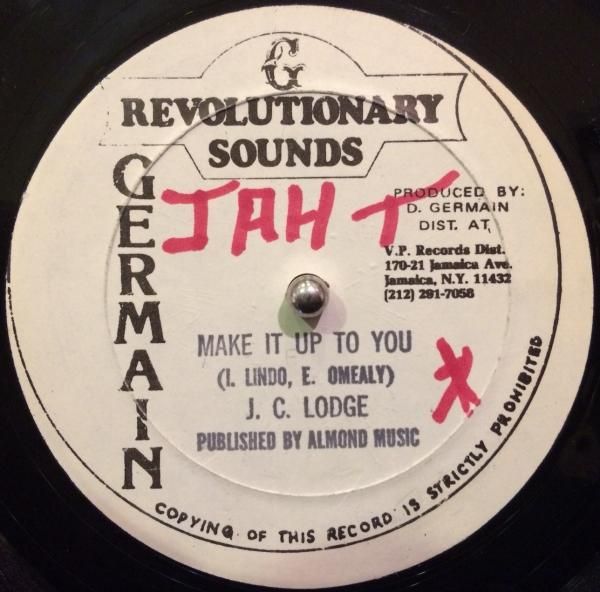 G
REVOLUTIONARY
SOUNDS
GERMAIN
JAH T
PRODUCED BY:
D. GERMAIN
DIST. AT,
V.P. Records Dist.
170-21 Jamaica Ave.
Jamaica, N.Y. 11432
(212) 291-7058
MAKE IT UP TO YOU
(I. LINDO, E. OMEALY)
J. C. LODGE
PUBLISHED BY ALMOND MUSIC
COPYING OF THIS RECORD IS STRICTLY PROHIBITED